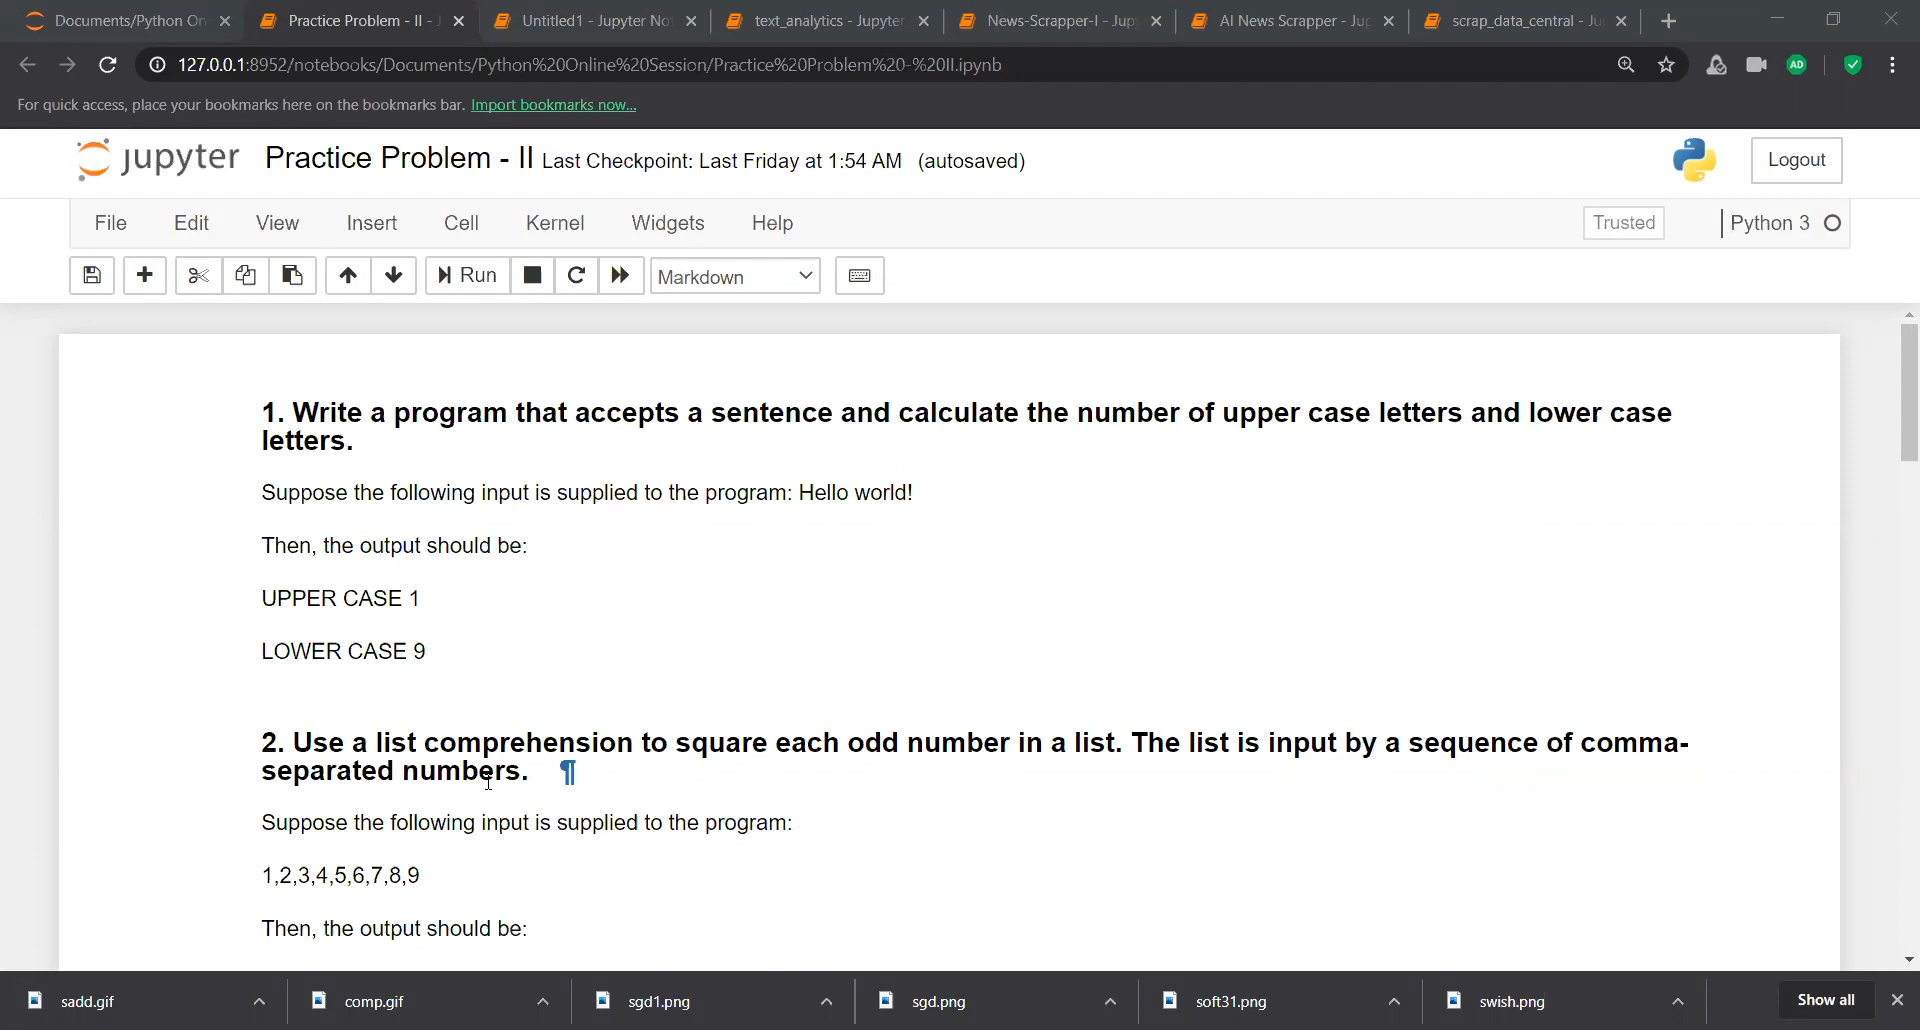 Documents/Python On
Practice Problem - II - J
Untitled1 - Jupyter No
text_analytics - Jupyter
News-Scrapper-I - Jup
AI News Scrapper - Jup
scrap_data_central - Ju
127.0.0.1:8952/notebooks/Documents/Python%20Online%20Session/Practice%20Problem%20-%20II.ipynb
AD
For quick access, place your bookmarks here on the bookmarks bar. Import bookmarks now...
jupyter Practice Problem - II Last Checkpoint: Last Friday at 1:54 AM (autosaved)
Logout
File Edit View Insert Cell Kernel Widgets Help
Trusted
Python 3
Run
Markdown
1. Write a program that accepts a sentence and calculate the number of upper case letters and lower case
letters.
Suppose the following input is supplied to the program: Hello world!
Then, the output should be:
UPPER CASE 1
LOWER CASE 9
2. Use a list comprehension to square each odd number in a list. The list is input by a sequence of comma-
separated numbers. ¶
Suppose the following input is supplied to the program:
1,2,3,4,5,6,7,8,9
Then, the output should be:
sadd.gif
comp.gif
sgd1.png
sgd.png
soft31.png
swish.png
Show all